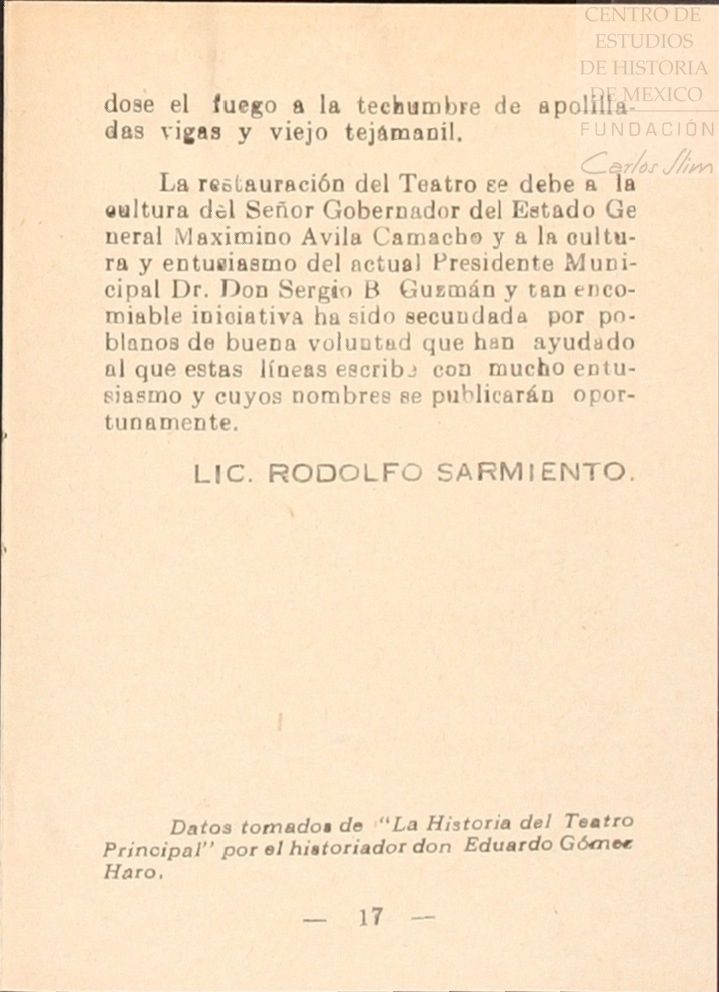 CENTRO DE
ESTUDIOS
DE HISTORIA
DE MEXICO
FUNDACIÓN
Carlos Slim
dose el fuego a la techumbre de apolilla-
das vigas y viejo tejamanil.
La restauración del Teatro se debe a la
cultura del Señor Gobernador del Estado Ge
neral Maximino Avila Camacho y a la cultu-
ra y entusiasmo del actual Presidente Muni-
cipal Dr. Don Sergio B Guzmán y tan enco-
miable iniciativa ha sido secundada por po-
blanos de buena voluntad que han ayudado
al que estas líneas escribe con mucho entu-
siasmo y cuyos nombres se publicarán opor-
tunamente.
LIC. RODOLFO SARMIENTO.
Datos tomados de "La Historia del Teatro
Principal" por el historiador don Eduardo Gómez
Haro.
— 17 —